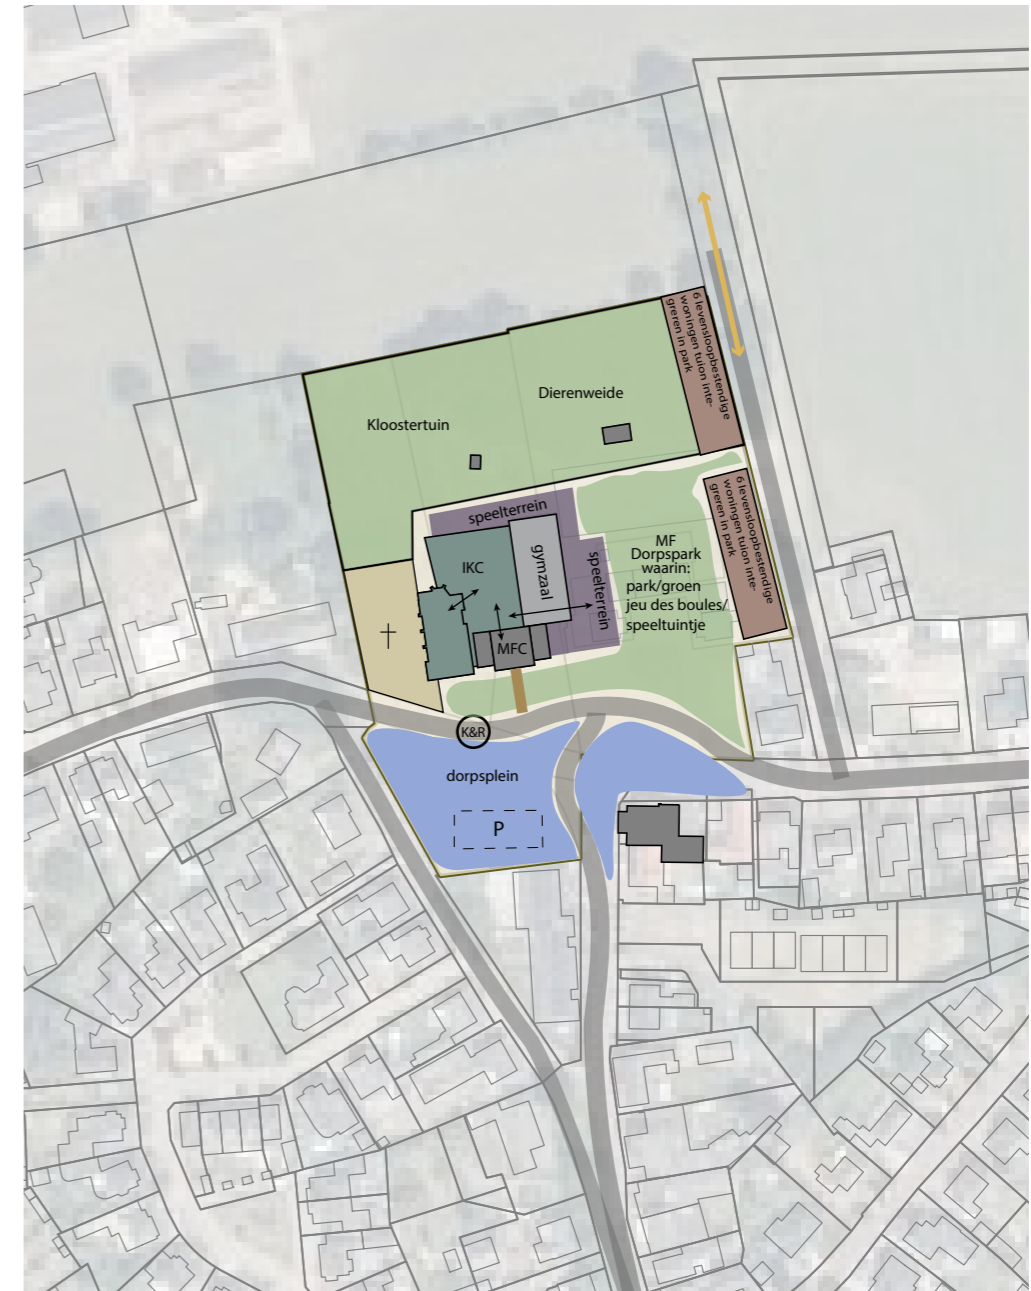 6 levensloopbestendige
woningen tuion inte-
greren in park
Dierenweide
Kloostertuin
6 levensloopbestendige
woningen tuion inte-
greren in park
speelterrein
MF
Dorpspark
waarin:
park/groen
jeu des boules/
speeltuintje
gymzaal
speelterrein
IKC
MFC
K&R
dorpsplein
P